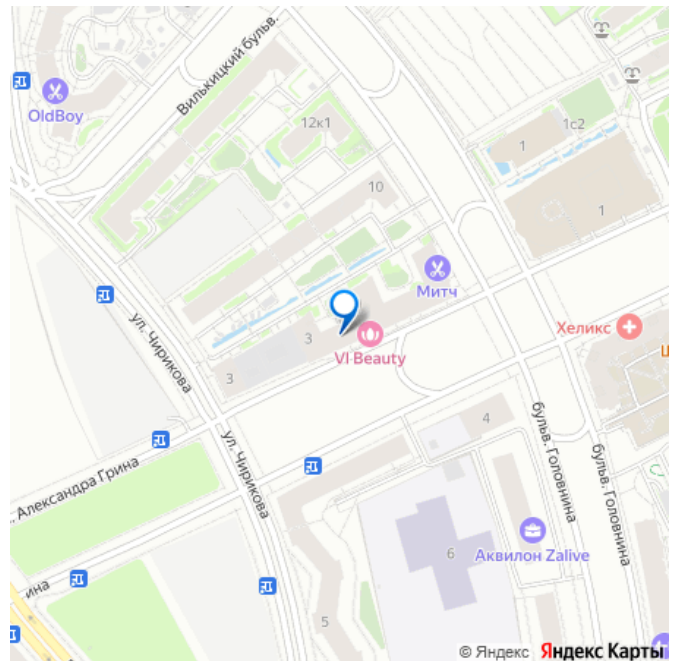 Вилькицкий бульв.
OldBoy
12к1
1с2
1
10
1
Митч
ул. Чирикова
3
VI Beauty
Хеликс
3
4
. Александра Грина
ул. Чирикова
бульв. Головнина
бульв. Головнина
Аквилон Zalive
6
ина
5
© Яндекс Яндекс Карты